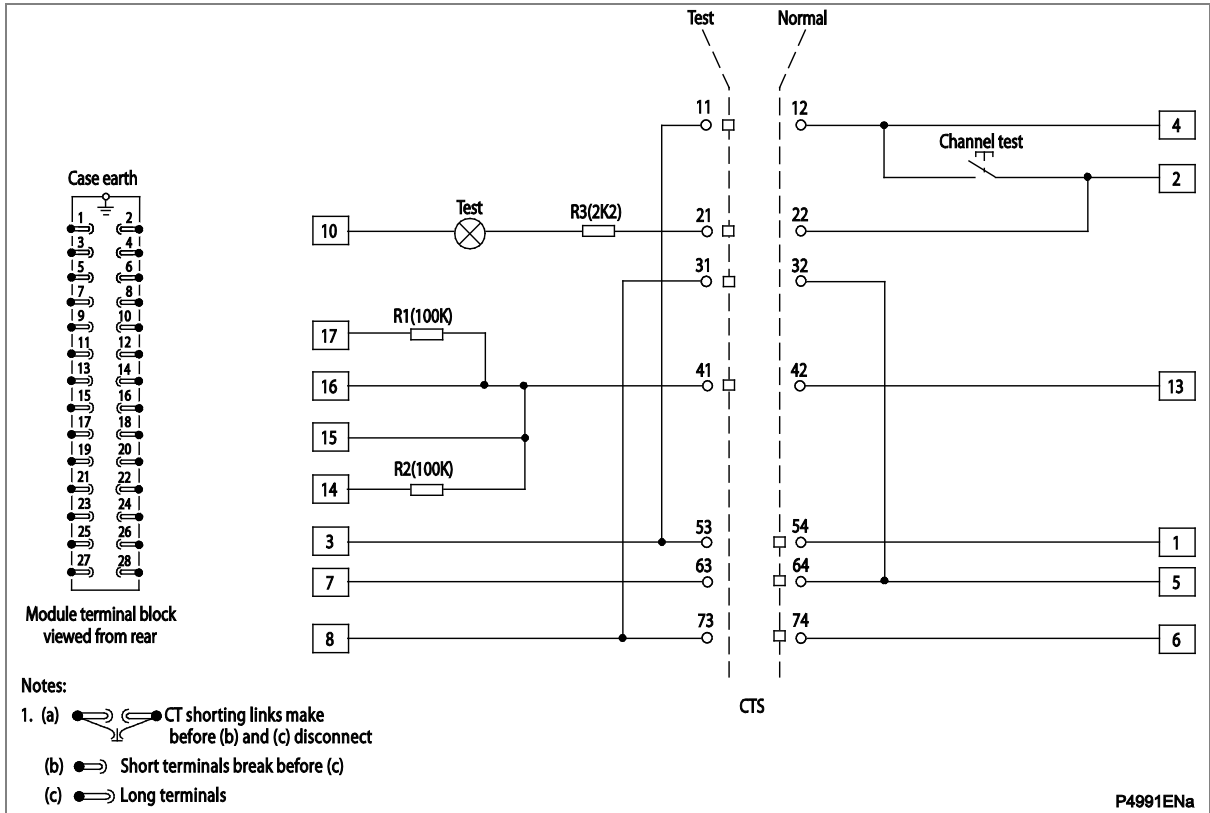 Test
Normal
11
12
4
Channel test
2
Case earth
1 2
3 4
5 6
7 8
9 10
11 12
13 14
15 16
17 18
19 20
21 22
23 24
25 26
27 28
Module terminal block
viewed from rear
10
Test
R3(2K2)
21
22
31
32
17
R1(100K)
16
41
42
13
15
14
R2(100K)
3
53
54
1
7
63
64
5
8
73
74
6
CTS
Notes:
1. (a) CT shorting links make
before (b) and (c) disconnect
(b) Short terminals break before (c)
(c) Long terminals
P4991ENa